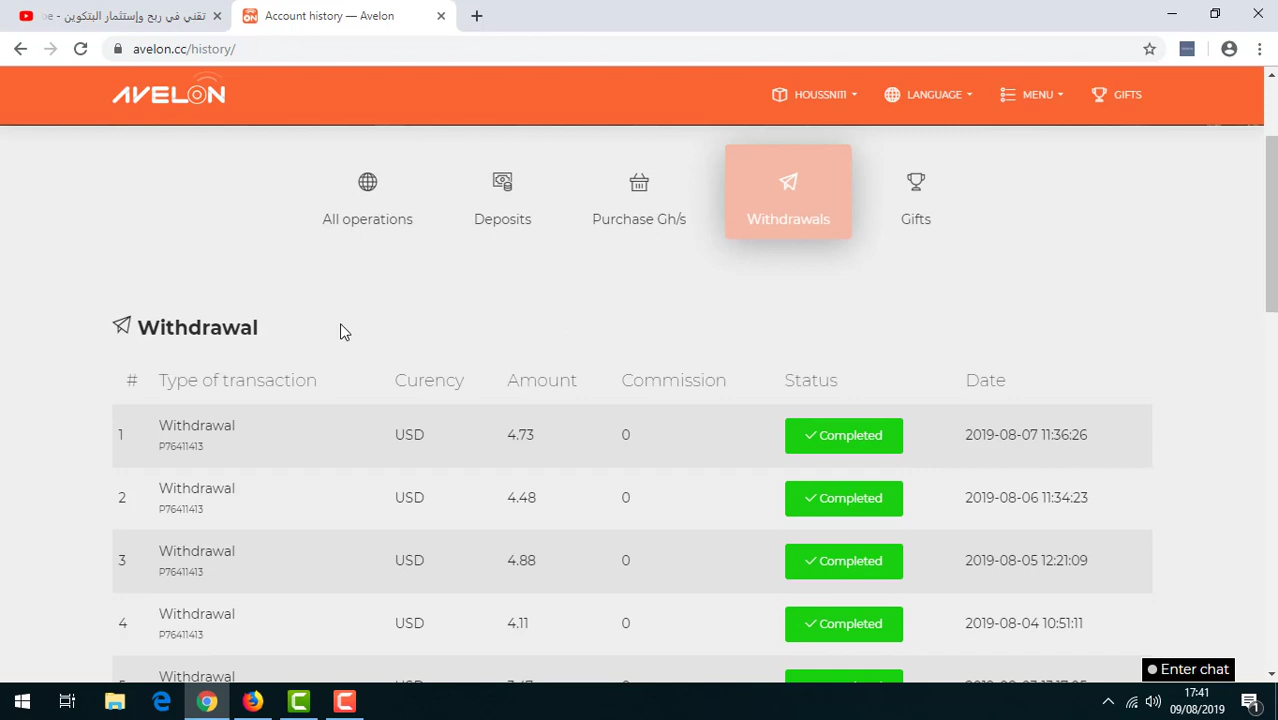 تقني في ربح وإستثمار البتكوين - be
Account history — Avelon
avelon.cc/history/
AVELON
HOUSSNITI
LANGUAGE
MENU
GIFTS
All operations
Deposits
Purchase Gh/s
Withdrawals
Gifts
Withdrawal
# Type of transaction Curency Amount Commission Status Date
1 Withdrawal USD 4.73 0 Completed 2019-08-07 11:36:26
P76411413
2 Withdrawal USD 4.48 0 Completed 2019-08-06 11:34:23
P76411413
3 Withdrawal USD 4.88 0 Completed 2019-08-05 12:21:09
P76411413
4 Withdrawal USD 4.11 0 Completed 2019-08-04 10:51:11
P76411413
Withdrawal
Enter chat
17:41
09/08/2019